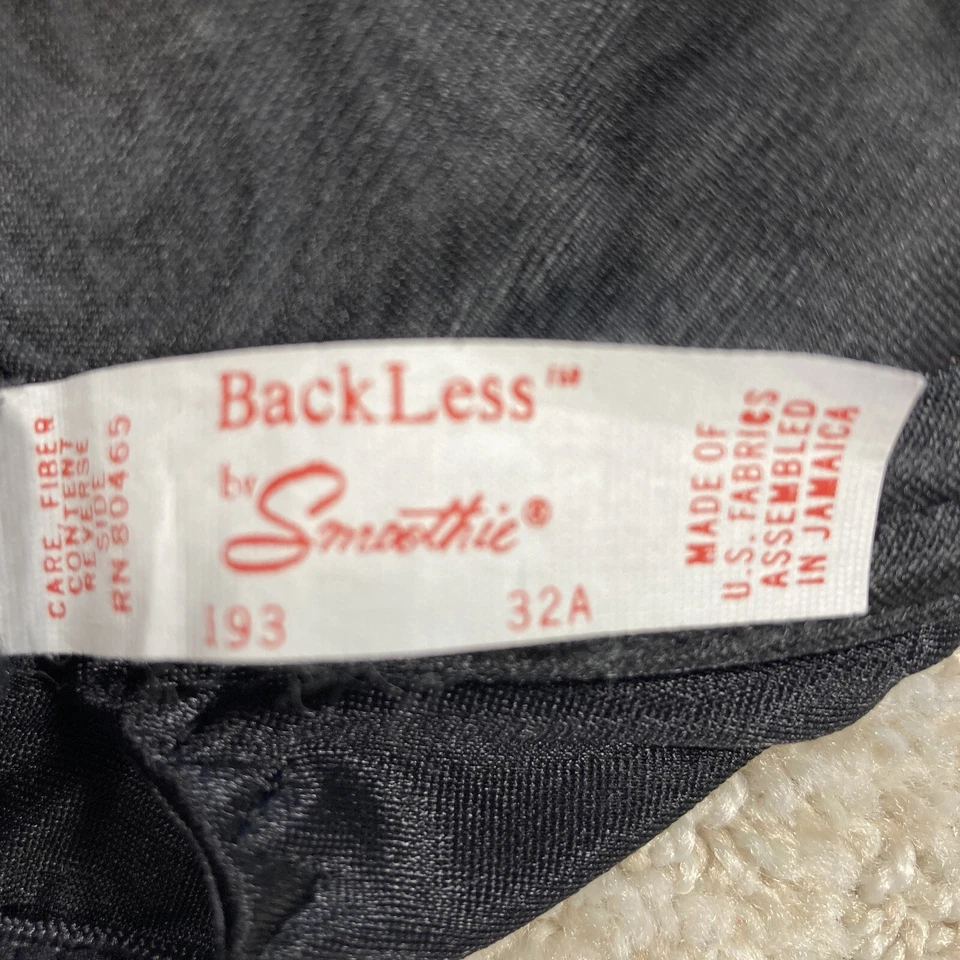 CARE, FIBER
CONTENT
REVERSE
SIDE
RN 80465
BackLess™
by Smoothie®
193 32A
MADE OF
U.S. FABRICS
ASSEMBLED
IN JAMAICA